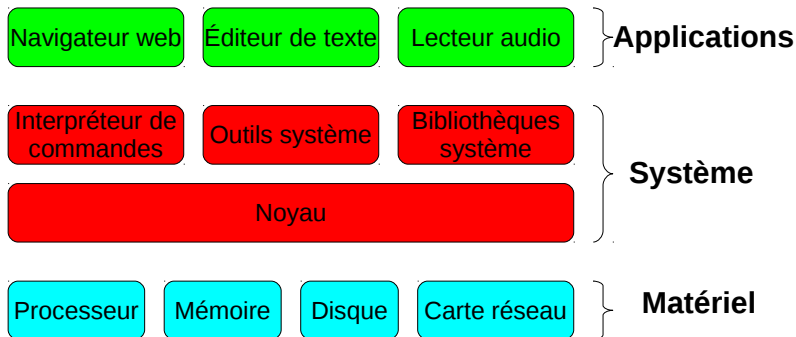 Navigateur web
Éditeur de texte
Lecteur audio
Applications
Interpréteur de
commandes
Outils système
Bibliothèques
système
Système
Noyau
Processeur
Mémoire
Disque
Carte réseau
Matériel